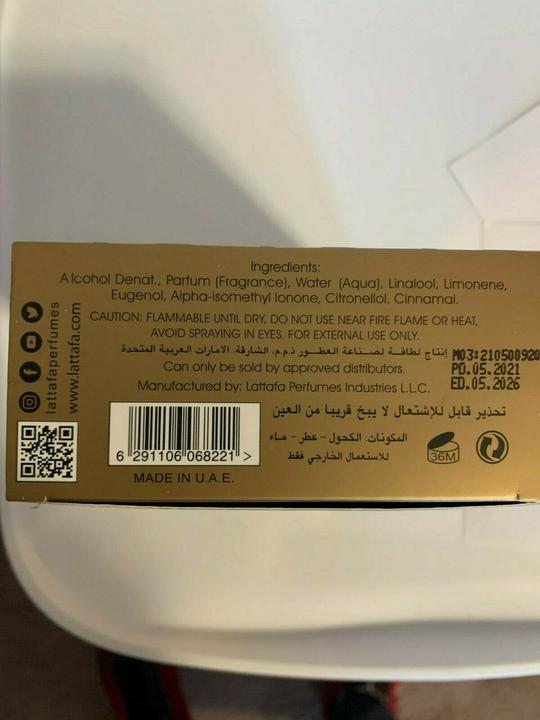 Ingredients:
Alcohol Denat., Parfum (Fragrance), Water (Aqua), Linalool, Limonene,
Eugenol, Alpha-isomethyl Ionone, Citronellol, Cinnamal.
CAUTION: FLAMMABLE UNTIL DRY, DO NOT USE NEAR FIRE FLAME OR HEAT,
AVOID SPRAYING IN EYES. FOR EXTERNAL USE ONLY.
إنتاج لطافة لصناعة العطور ذ.م.م، الشارقة، الامارات العربية المتحدة
Can only be sold by approved distributors.
Manufactured by: Lattafa Perfumes Industries L.L.C.
M03:210500920
PD.05.2021
ED.05.2026
lattafaperfumes
www.lattafa.com
تحذير قابل للإشتعال لا يبخ قريبا من العين
المكونات: الكحول - عطر - ماء
للاستعمال الخارجي فقط
36M
6 291106 068221 >
MADE IN U.A.E.